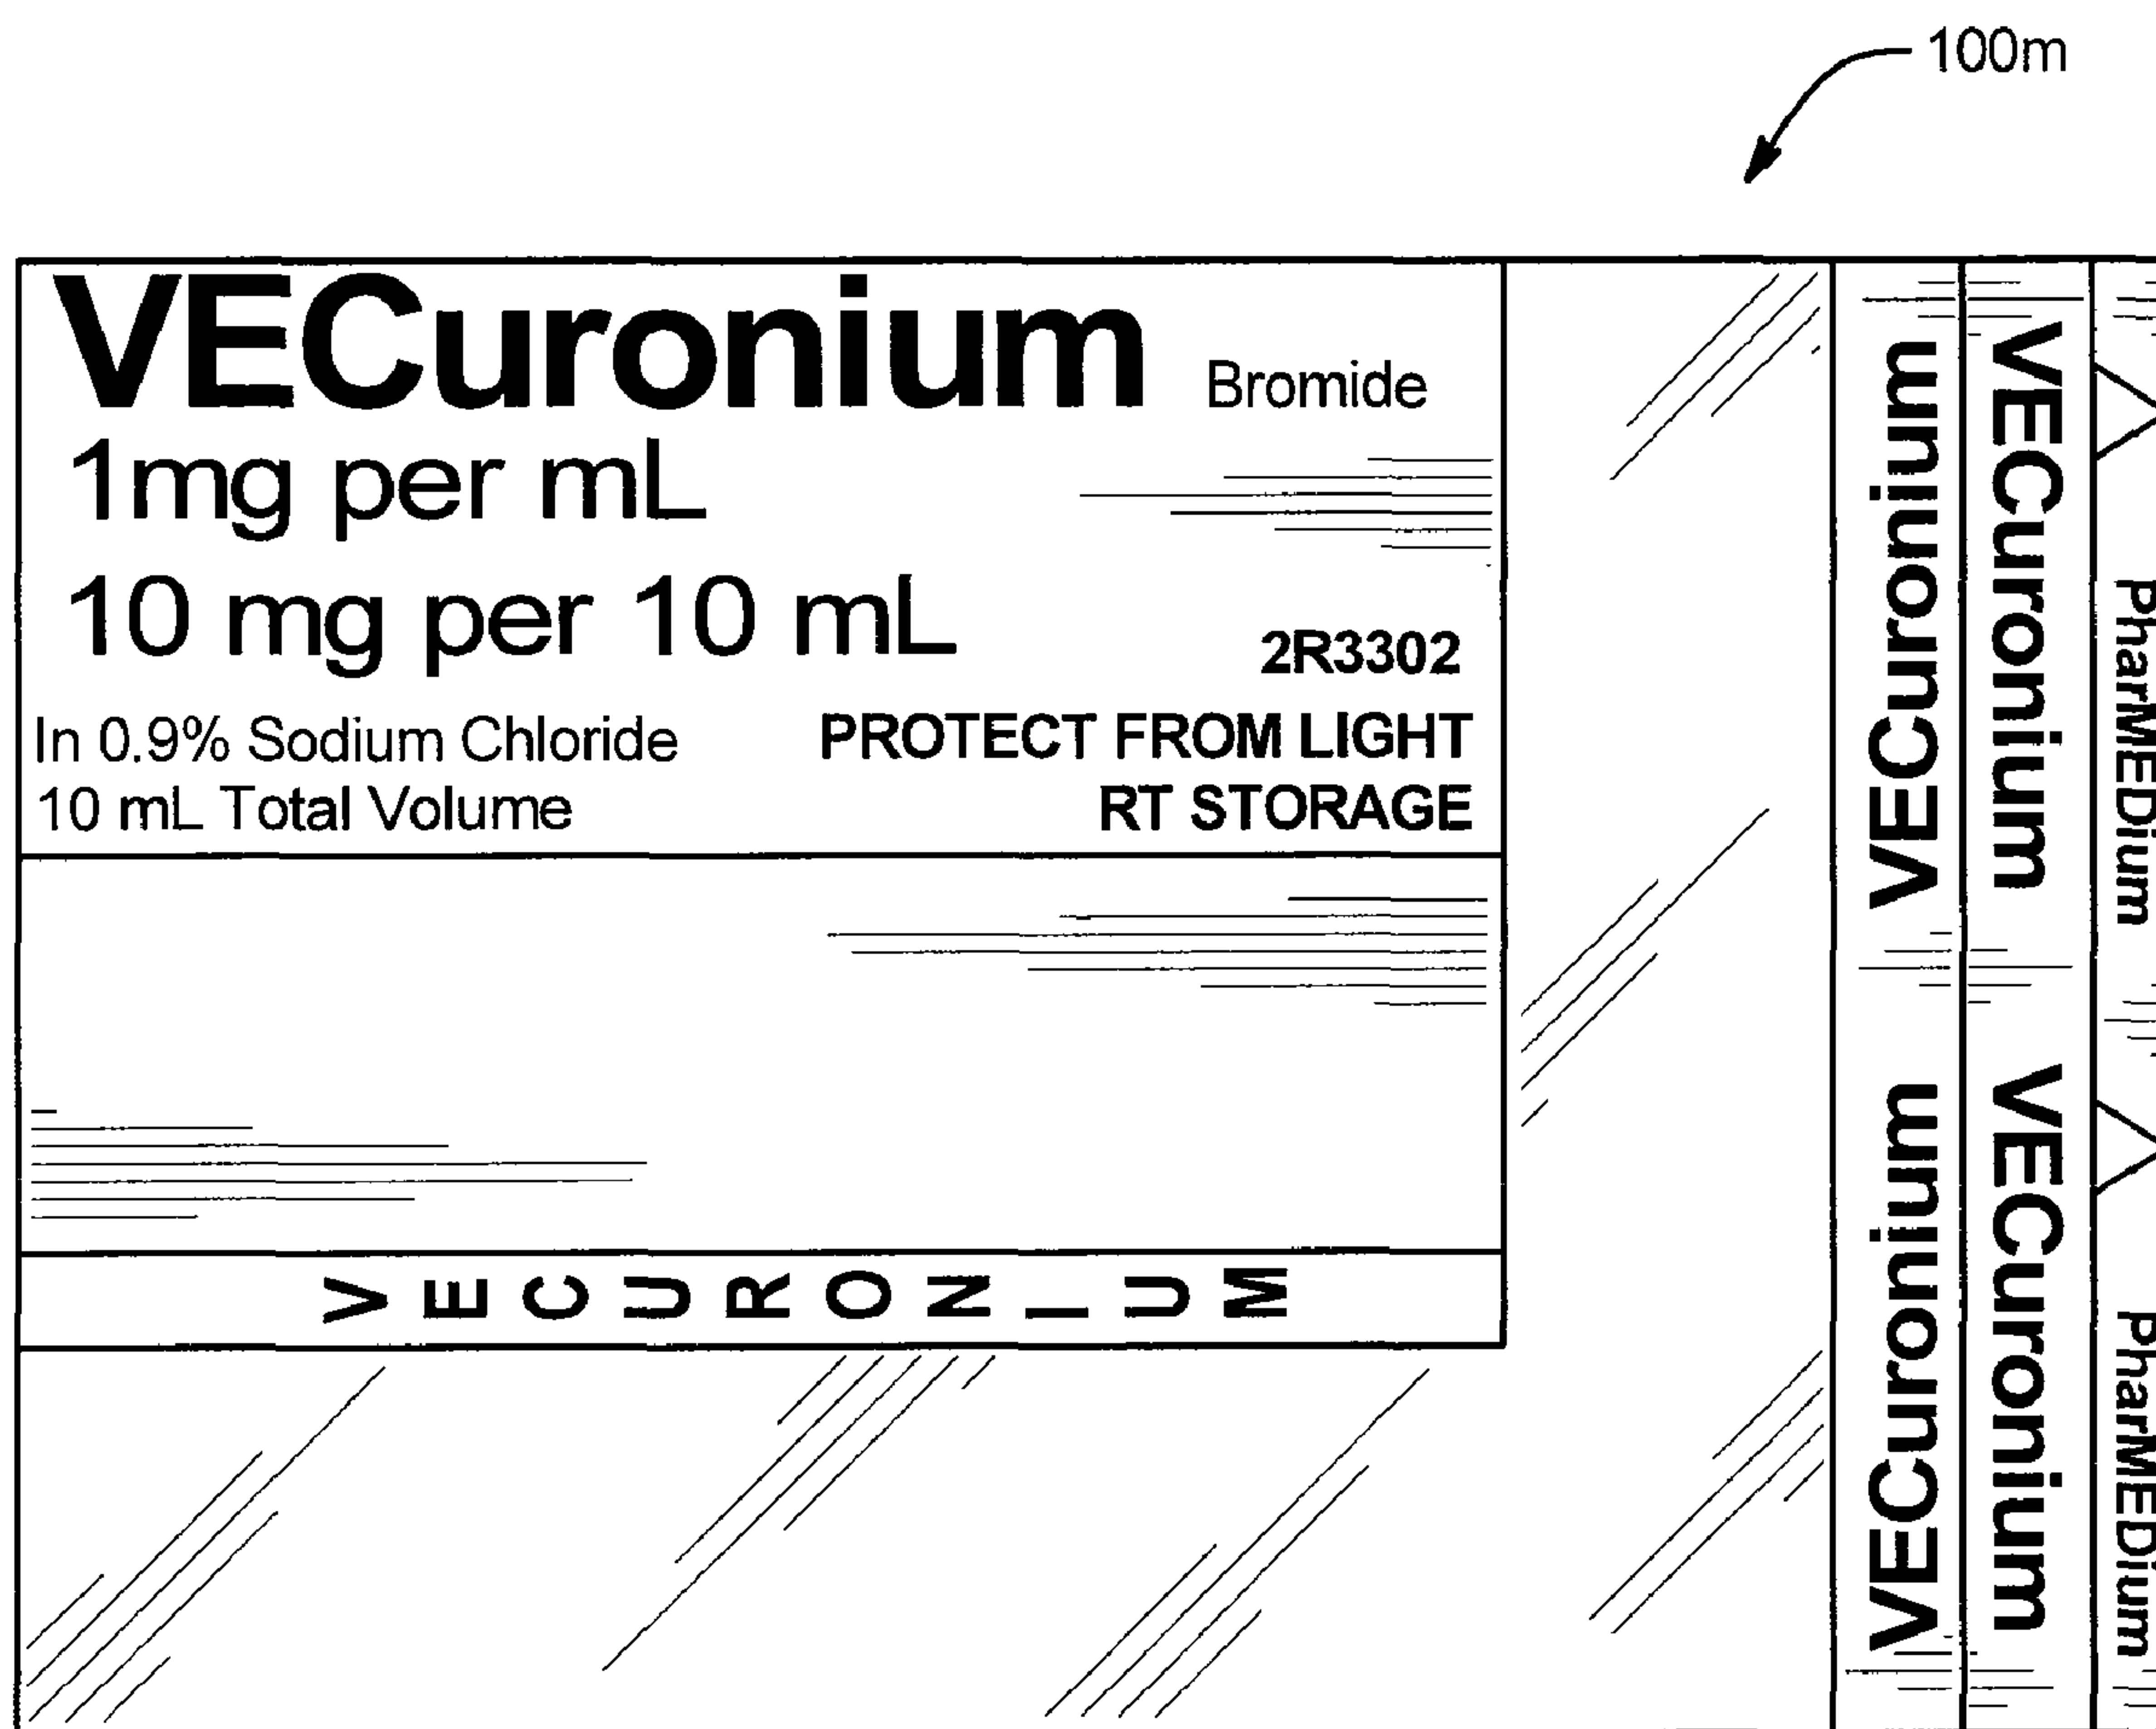 100m
VECuronium Bromide
1mg per mL
10 mg per 10 mL
2R3302
In 0.9% Sodium Chloride
PROTECT FROM LIGHT
10 mL Total Volume
RT STORAGE
VECURONIUM
VECuronium
VECuronium
VECuronium
VECuronium
PharMEDium
PharMEDium